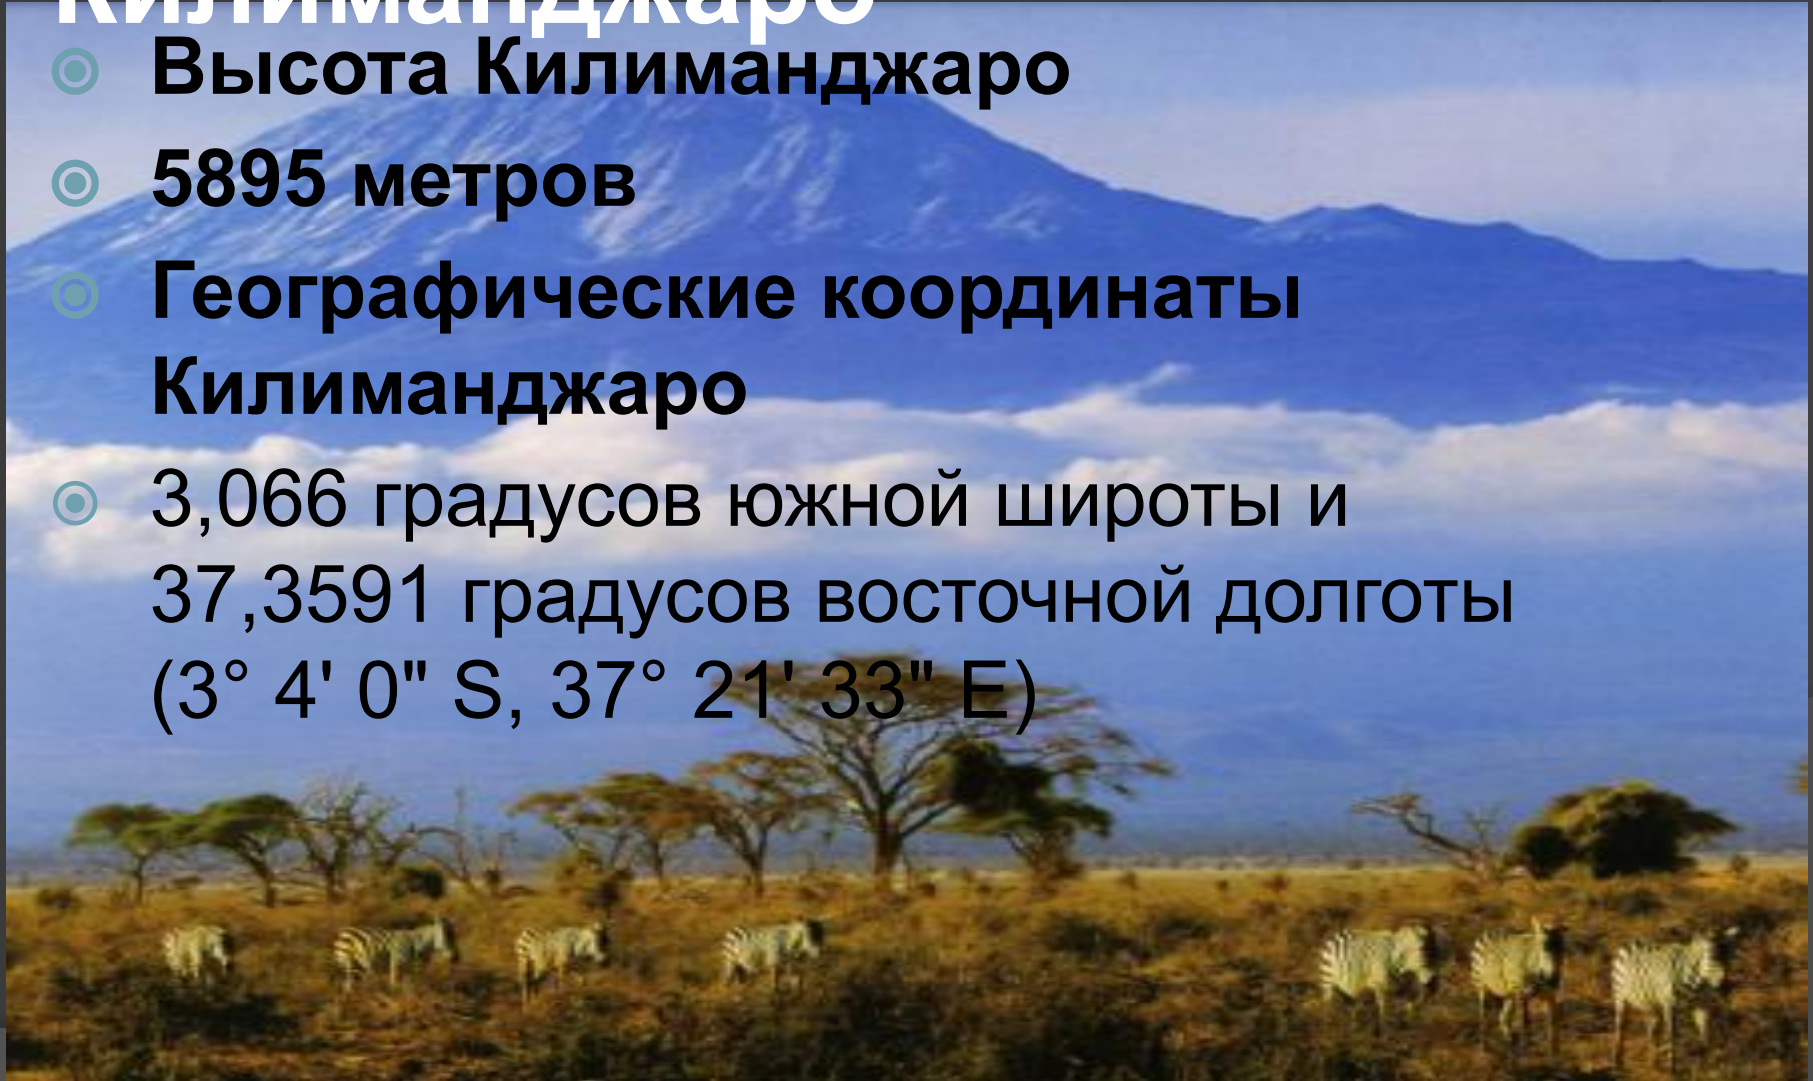 Килиманджаро
Высота Килиманджаро
5895 метров
Географические координаты
Килиманджаро
3,066 градусов южной широты и
37,3591 градусов восточной долготы
(3° 4' 0" S, 37° 21' 33" E)